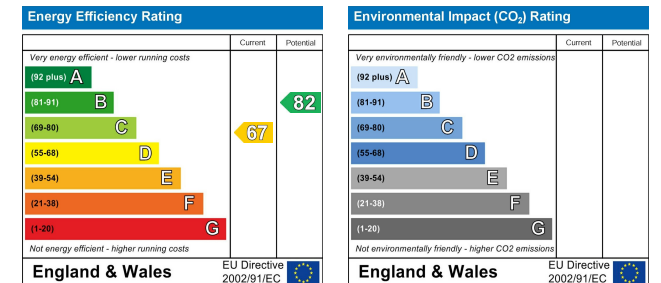 Energy Efficiency Rating
Current Potential
Very energy efficient - lower running costs
(92 plus) A
(81-91) B
82
(69-80) C
67
(55-68) D
(39-54) E
(21-38) F
(1-20) G
Not energy efficient - higher running costs
England & Wales
EU Directive
2002/91/EC
Environmental Impact (CO₂) Rating
Current Potential
Very environmentally friendly - lower CO2 emissions
(92 plus) A
(81-91) B
(69-80) C
(55-68) D
(39-54) E
(21-38) F
(1-20) G
Not environmentally friendly - higher CO2 emissions
England & Wales
EU Directive
2002/91/EC